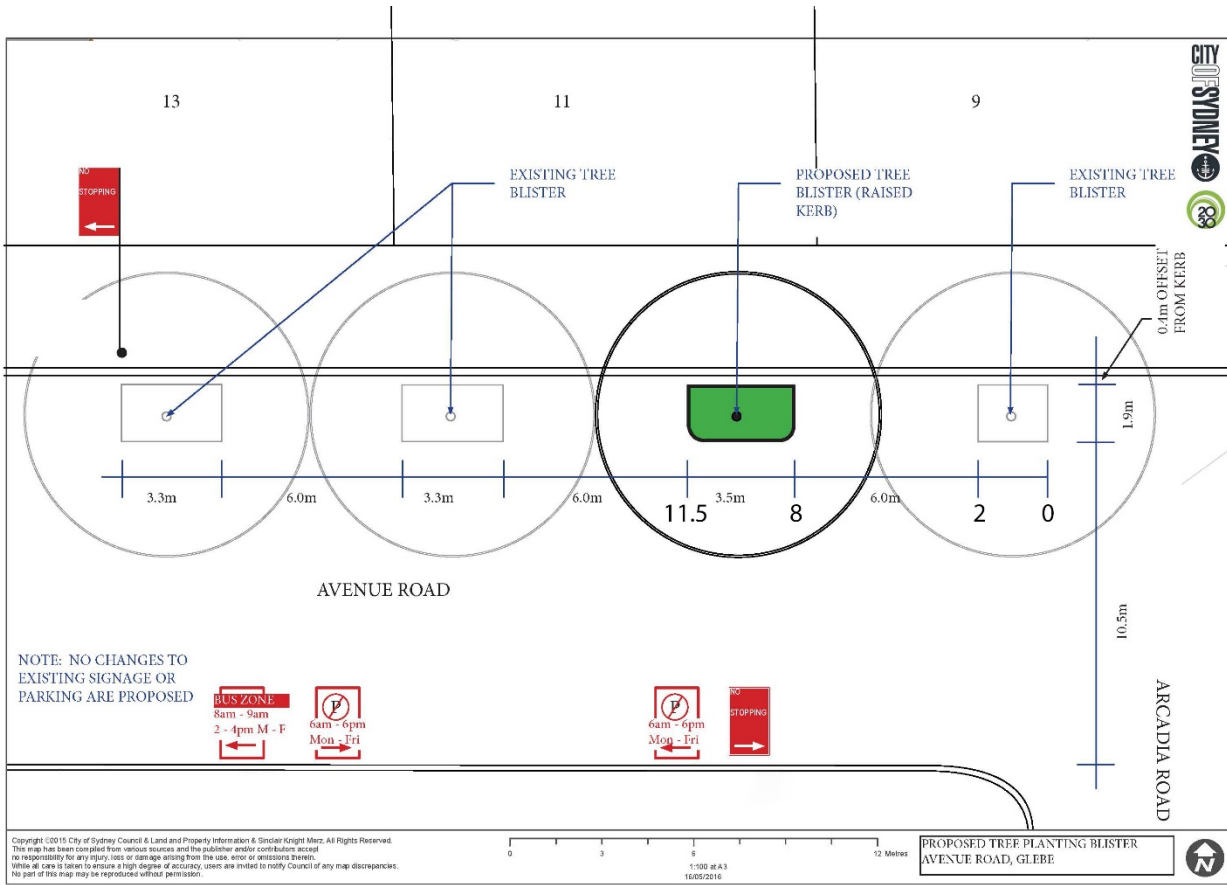 13
11
9
CITY
OF SYDNEY
2030
NO
STOPPING
EXISTING TREE
BLISTER
PROPOSED TREE
BLISTER (RAISED
KERB)
EXISTING TREE
BLISTER
0.4m OFFSET
FROM KERB
1.9m
3.3m
6.0m
3.3m
6.0m
3.5m
6.0m
11.5
8
2
0
AVENUE ROAD
10.5m
NOTE: NO CHANGES TO
EXISTING SIGNAGE OR
PARKING ARE PROPOSED
BUS ZONE
8am - 9am
2 - 4pm M - F
P
6am - 6pm
Mon - Fri
P
6am - 6pm
Mon - Fri
NO
STOPPING
ARCADIA ROAD
Copyright ©2015 City of Sydney Council & Land and Property Information & Sinclair Knight Merz. All Rights Reserved.
This map has been compiled from various sources and the publisher and/or contributors accept
no responsibility for any injury, loss or damage arising from the use, error or omissions therein.
While all care is taken to ensure a high degree of accuracy, users are invited to notify Council of any map discrepancies.
No part of this map may be reproduced without permission.
0
3
6
12 Metres
1:100 at A3
16/05/2016
PROPOSED TREE PLANTING BLISTER
AVENUE ROAD, GLEBE
N